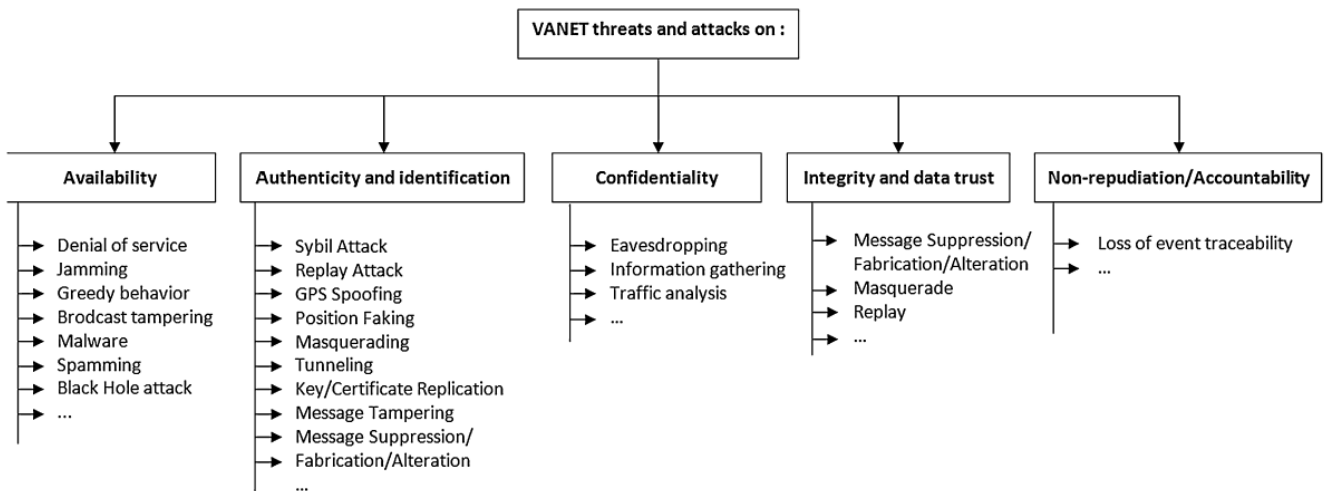 VANET threats and attacks on :
Availability
Denial of service
Jamming
Greedy behavior
Brodcast tampering
Malware
Spamming
Black Hole attack
...
Authenticity and identification
Sybil Attack
Replay Attack
GPS Spoofing
Position Faking
Masquerading
Tunneling
Key/Certificate Replication
Message Tampering
Message Suppression/
Fabrication/Alteration
...
Confidentiality
Eavesdropping
Information gathering
Traffic analysis
...
Integrity and data trust
Message Suppression/
Fabrication/Alteration
Masquerade
Replay
...
Non-repudiation/Accountability
Loss of event traceability
...